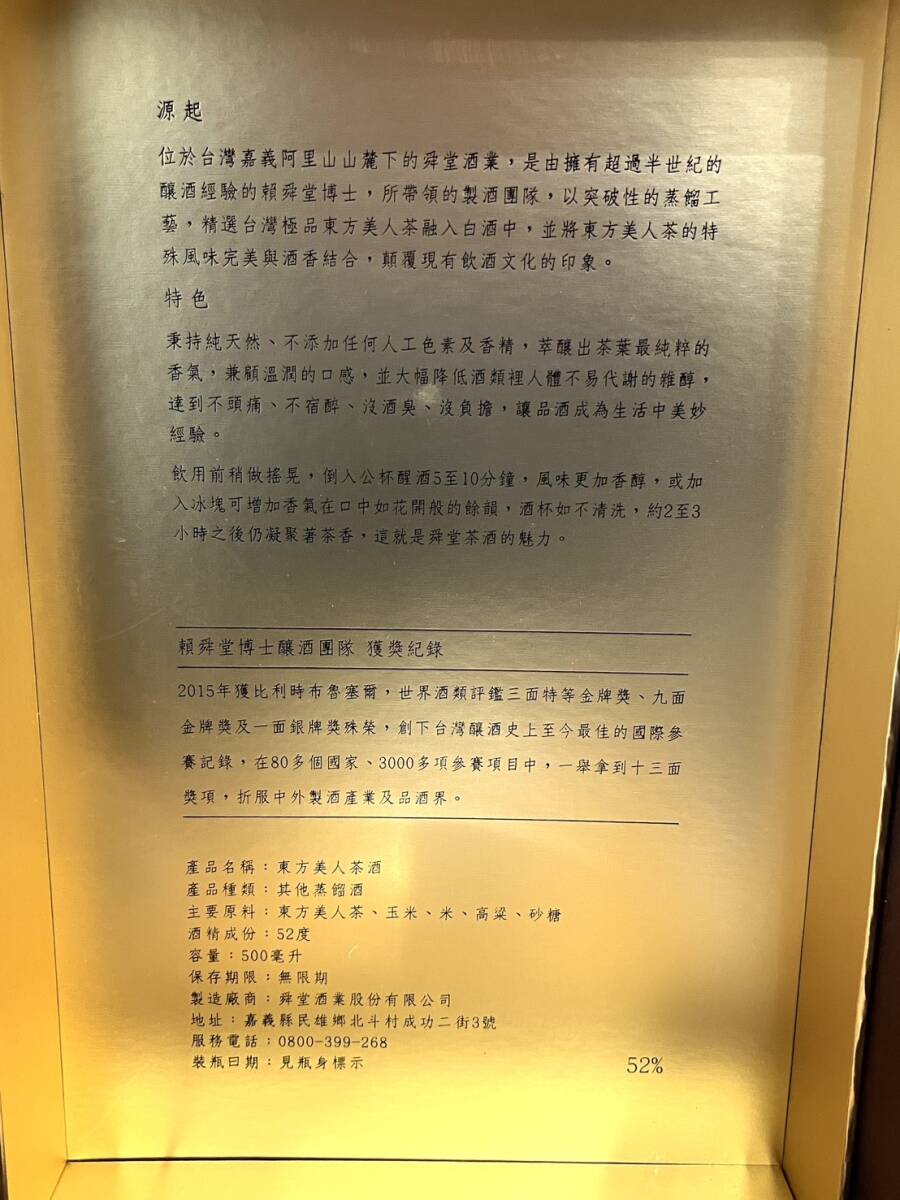 源起
位於台灣嘉義阿里山山麓下的舜堂酒業，是由擁有超過半世紀的
釀酒經驗的賴舜堂博士，所帶領的製酒團隊，以突破性的蒸餾工
藝，精選台灣極品東方美人茶融入白酒中，並將東方美人茶的特
殊風味完美與酒香結合，顛覆現有飲酒文化的印象。
特色
秉持純天然、不添加任何人工色素及香精，萃釀出茶葉最純粹的
香氣，兼顧溫潤的口感，並大幅降低酒類裡人體不易代謝的雜醇，
達到不頭痛、不宿醉、沒酒臭、沒負擔，讓品酒成為生活中美妙
經驗。
飲用前稍做搖晃，倒入公杯醒酒5至10分鐘，風味更加香醇，或加
入冰塊可增加香氣在口中如花開般的餘韻，酒杯如不清洗，約2至3
小時之後仍凝聚著茶香，這就是舜堂茶酒的魅力。
賴舜堂博士釀酒團隊 獲獎紀錄
2015年獲比利時布魯塞爾，世界酒類評鑑三面特等金牌獎、九面
金牌獎及一面銀牌獎殊榮，創下台灣釀酒史上至今最佳的國際參
賽記錄，在80多個國家、3000多項參賽項目中，一舉拿到十三面
獎項，折服中外製酒產業及品酒界。
產品名稱：東方美人茶酒
產品種類：其他蒸餾酒
主要原料：東方美人茶、玉米、米、高粱、砂糖
酒精成份：52度
容量：500毫升
保存期限：無限期
製造廠商：舜堂酒業股份有限公司
地址：嘉義縣民雄鄉北斗村成功二街3號
服務電話：0800-399-268
裝瓶日期：見瓶身標示
52%